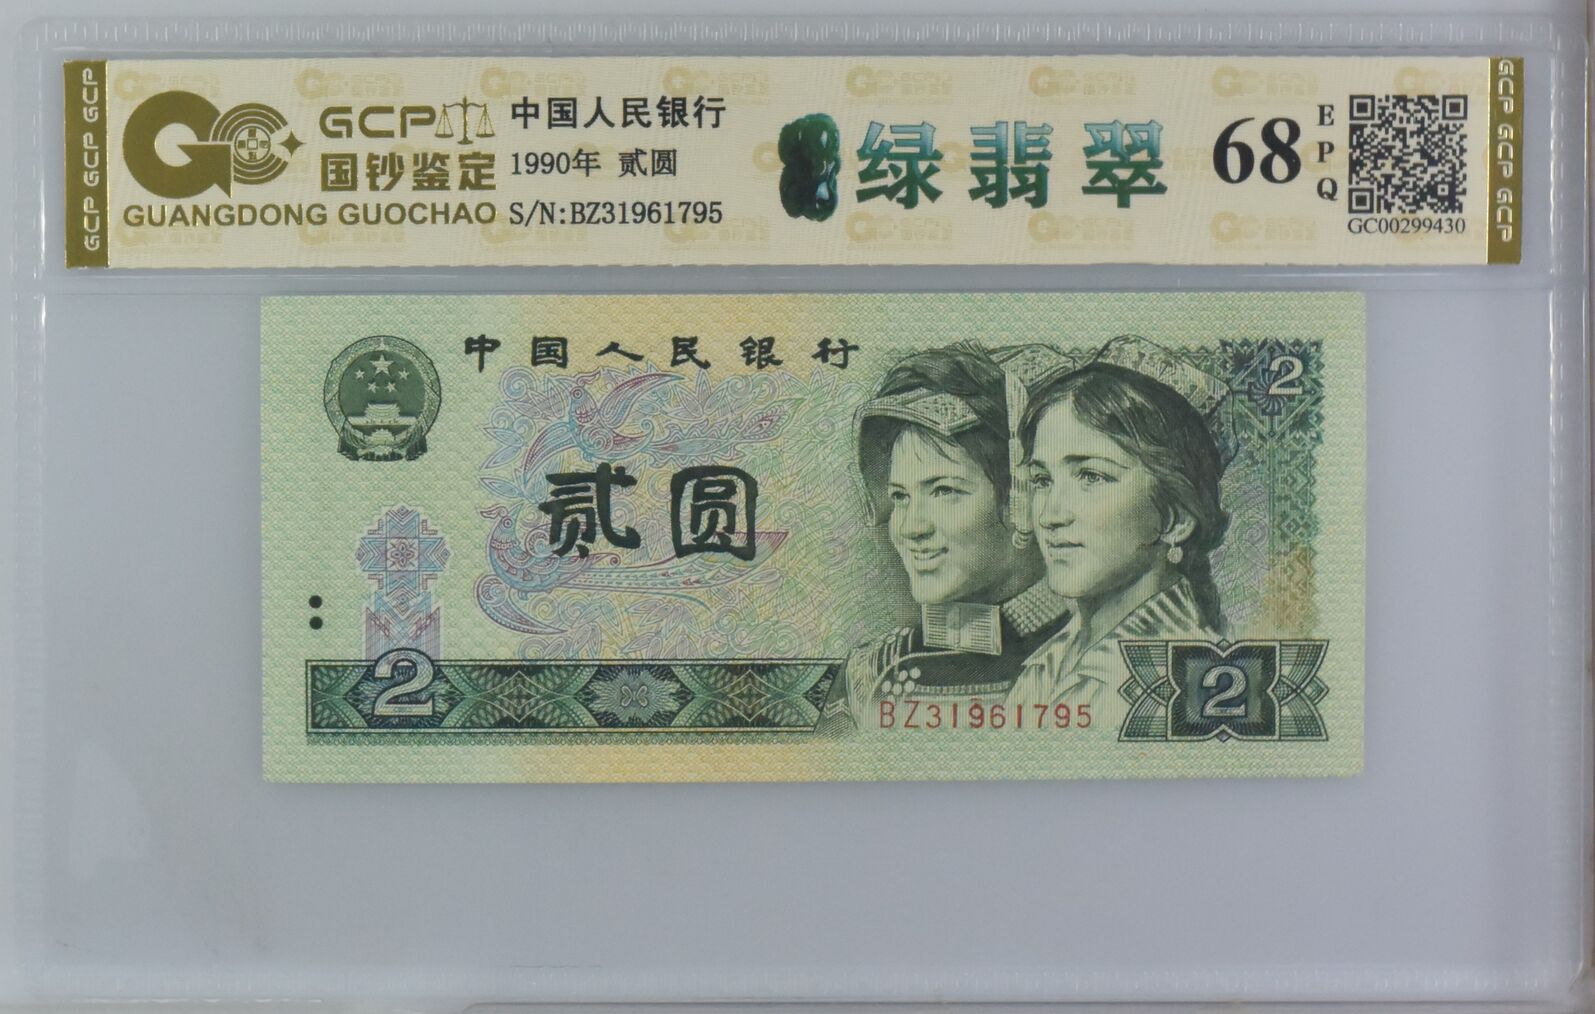 GCP GCP GCP
GC
GCP
国钞鉴定
GUANGDONG GUOCHAO
中国人民银行
1990年 贰圆
S/N:BZ31961795
绿翡翠
68
EPQ
GC00299430
GCP GCP GCP
中国人民银行
2
贰圆
2
BZ31961795
2